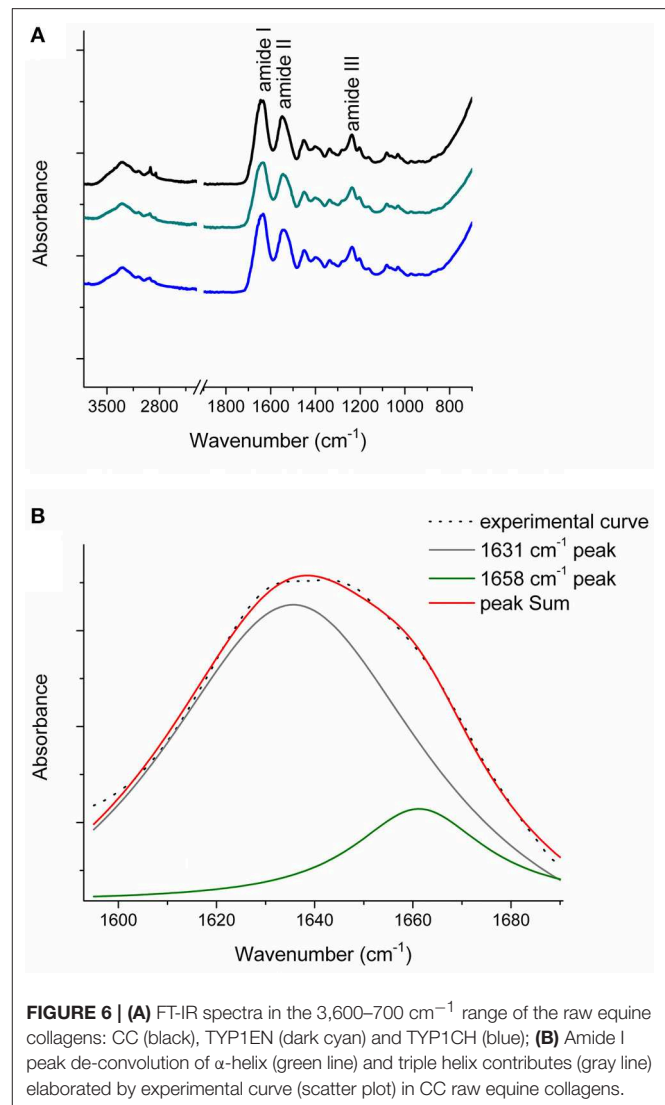 A
amide I
amide II
amide III
Absorbance
3500 2800 1800 1600 1400 1200 1000 800
Wavenumber (cm⁻¹)
B
experimental curve
1631 cm⁻¹ peak
1658 cm⁻¹ peak
peak Sum
Absorbance
1600 1620 1640 1660 1680
Wavenumber (cm⁻¹)
FIGURE 6 | (A) FT-IR spectra in the 3,600–700 cm⁻¹ range of the raw equine
collagens: CC (black), TYP1EN (dark cyan) and TYP1CH (blue); (B) Amide I
peak de-convolution of α-helix (green line) and triple helix contributes (gray line)
elaborated by experimental curve (scatter plot) in CC raw equine collagens.